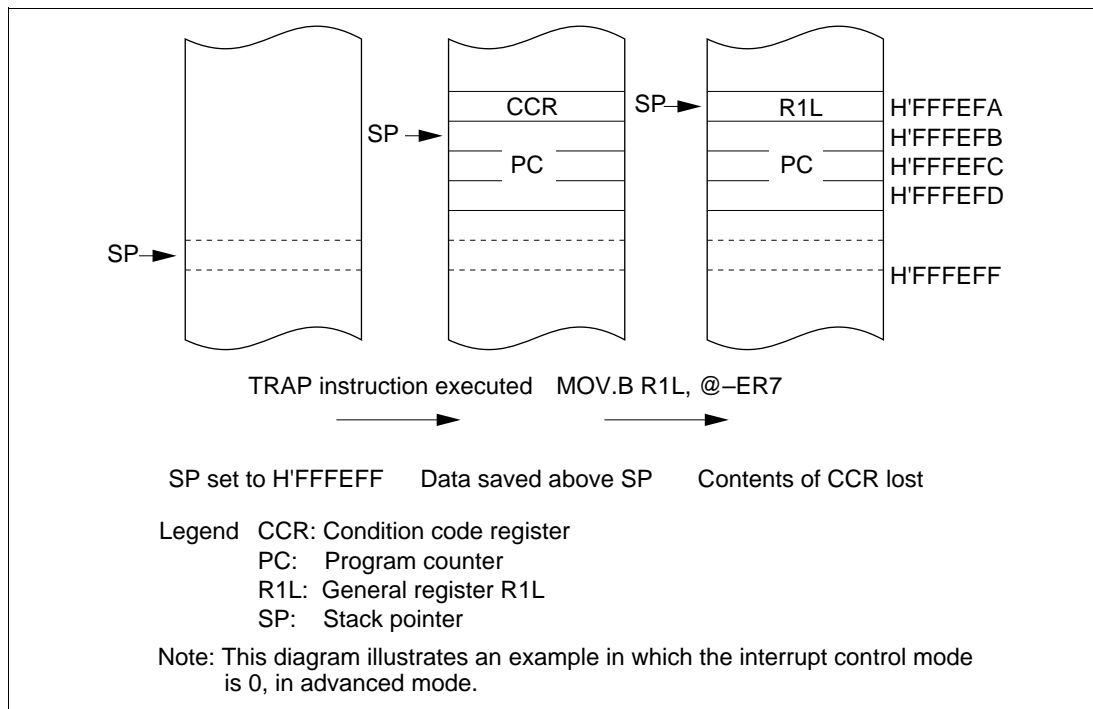 CCR
SP
R1L
H'FFFEFA
SP
H'FFFEFB
PC
PC
H'FFFEFC
H'FFFEFD
SP
H'FFFEFF
TRAP instruction executed
MOV.B R1L, @–ER7
SP set to H'FFFEFF
Data saved above SP
Contents of CCR lost
Legend
CCR: Condition code register
PC: Program counter
R1L: General register R1L
SP: Stack pointer
Note: This diagram illustrates an example in which the interrupt control mode
is 0, in advanced mode.